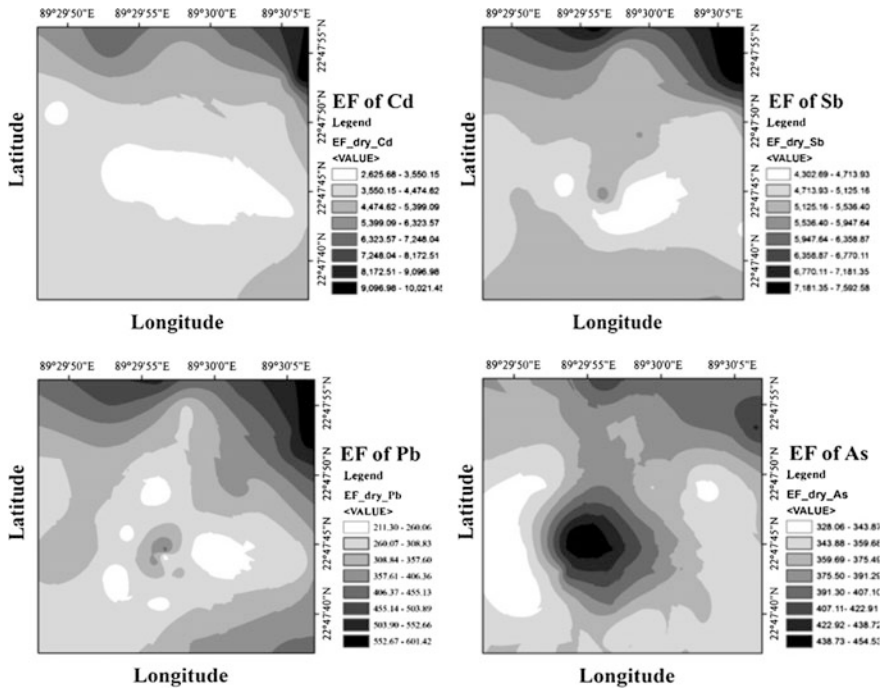 89°29'50"E 89°29'55"E 89°30'0"E 89°30'5"E
22°47'55"N
22°47'50"N
22°47'45"N
22°47'40"N
Latitude
Longitude
EF of Cd
Legend
EF_dry_Cd
<VALUE>
2,625.68 - 3,550.15
3,550.15 - 4,474.62
4,474.62 - 5,399.09
5,399.09 - 6,323.57
6,323.57 - 7,248.04
7,248.04 - 8,172.51
8,172.51 - 9,096.98
9,096.98 - 10,021.45
89°29'50"E 89°29'55"E 89°30'0"E 89°30'5"E
22°47'55"N
22°47'50"N
22°47'45"N
22°47'40"N
Latitude
Longitude
EF of Sb
Legend
EF_dry_Sb
<VALUE>
4,302.69 - 4,713.93
4,713.93 - 5,125.16
5,125.16 - 5,536.40
5,536.40 - 5,947.64
5,947.64 - 6,358.87
6,358.87 - 6,770.11
6,770.11 - 7,181.35
7,181.35 - 7,592.58
89°29'50"E 89°29'55"E 89°30'0"E 89°30'5"E
22°47'55"N
22°47'50"N
22°47'45"N
22°47'40"N
Latitude
Longitude
EF of Pb
Legend
EF_dry_Pb
<VALUE>
211.30 - 260.06
260.07 - 308.83
308.84 - 357.60
357.61 - 406.36
406.37 - 455.13
455.14 - 503.89
503.90 - 552.66
552.67 - 601.42
89°29'50"E 89°29'55"E 89°30'0"E 89°30'5"E
22°47'55"N
22°47'50"N
22°47'45"N
22°47'40"N
Latitude
Longitude
EF of As
Legend
EF_dry_As
<VALUE>
328.06 - 343.87
343.88 - 359.68
359.69 - 375.49
375.50 - 391.29
391.30 - 407.10
407.11- 422.91
422.92 - 438.72
438.73 - 454.53